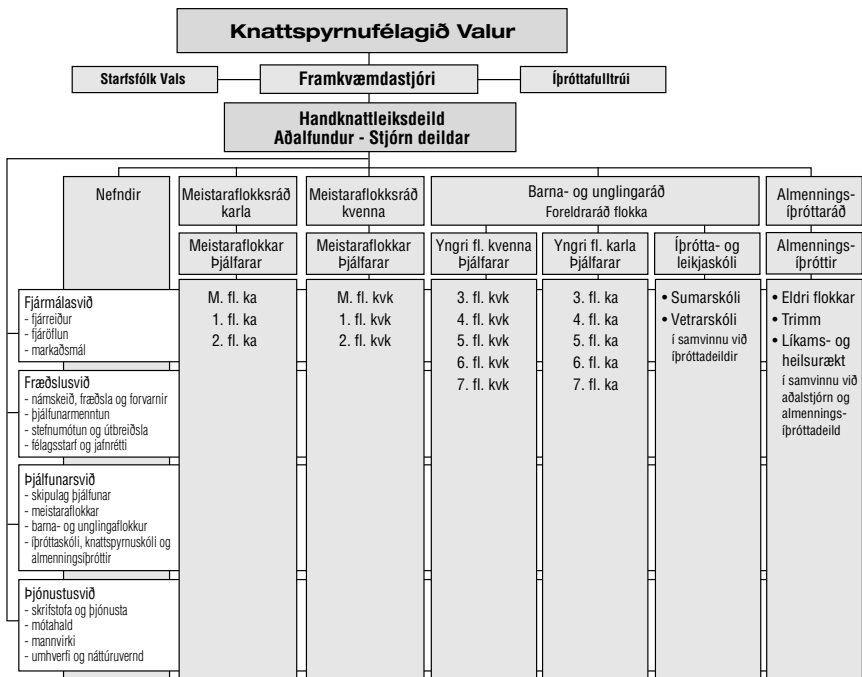 Knattspyrnufélagið Valur
Starfsfólk Vals
Framkvæmdastjóri
Íþróttafulltrúi
Handknattleiksdeild
Aðalfundur - Stjórn deildar
Nefndir
Meistaraflokksráð
karla
Meistaraflokksráð
kvenna
Barna- og unglingaráð
Foreldraráð flokka
Almennings-
íþróttaráð
Meistaraflokkar
Þjálfarar
Meistaraflokkar
Þjálfarar
Yngri fl. kvenna
Þjálfarar
Yngri fl. karla
Þjálfarar
Íþrótta- og
leikjaskóli
Almennings-
íþróttir
M. fl. ka
1. fl. ka
2. fl. ka
M. fl. kvk
1. fl. kvk
2. fl. kvk
3. fl. kvk
4. fl. kvk
5. fl. kvk
6. fl. kvk
7. fl. kvk
3. fl. ka
4. fl. ka
5. fl. ka
6. fl. ka
7. fl. ka
• Sumarskóli
• Vetrarskóli
í samvinnu við
íþróttadeildir
• Eldri flokkar
• Trimm
• Líkams- og
heilsurækt
í samvinnu við
aðalstjórn og
almennings-
íþróttadeild
Fjármálasvið
- fjárreiður
- fjáröflun
- markaðsmál
Fræðslusvið
- námskeið, fræðsla og forvarnir
- þjálfunarmenntun
- stefnumótun og útbreiðsla
- félagsstarf og jafnrétti
Þjálfunarsvið
- skipulag þjálfunar
- meistaraflokkar
- barna- og unglingaflokkur
- íþróttaskóli, knattspyrnuskóli og
almenningsíþróttir
Þjónustusvið
- skrifstofa og þjónusta
- mótahald
- mannvirki
- umhverfi og náttúruvernd